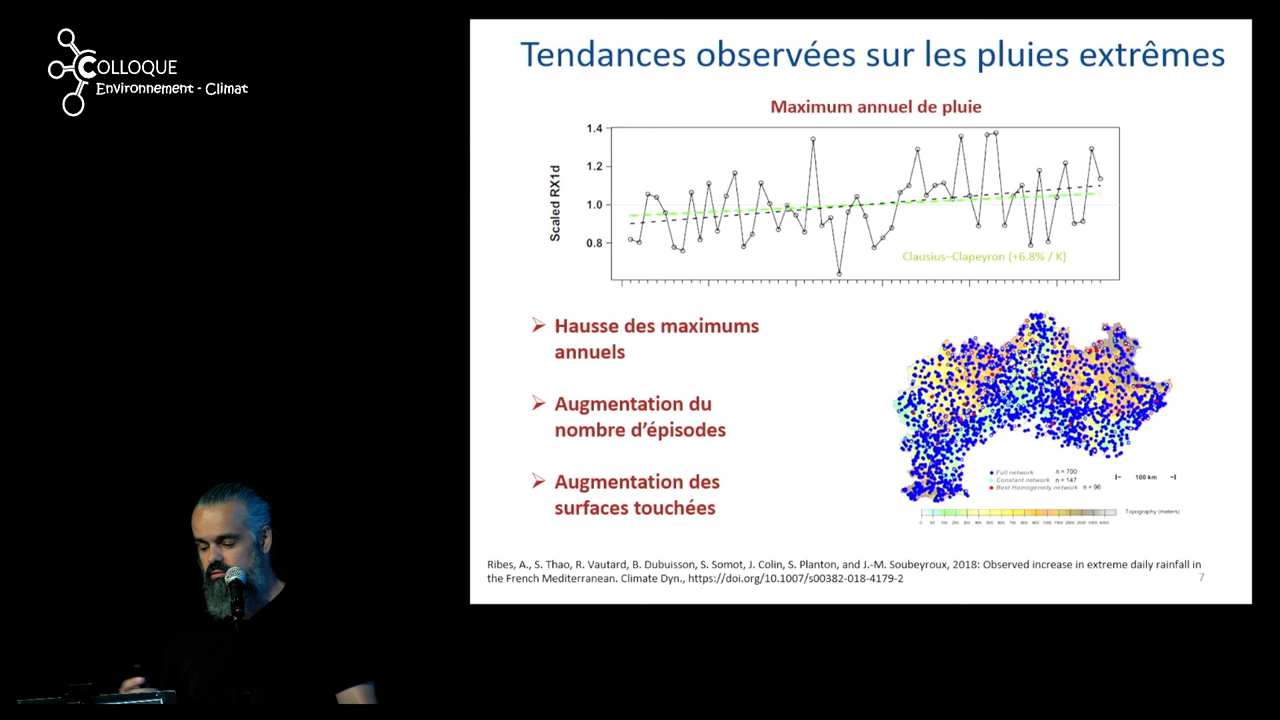 COLLOQUE
Environnement - Climat
Tendances observées sur les pluies extrêmes
Maximum annuel de pluie
Scaled RX1d
1.4
1.2
1.0
0.8
Clausius–Clapeyron (+6.8% / K)
➢ Hausse des maximums
annuels
➢ Augmentation du
nombre d’épisodes
➢ Augmentation des
surfaces touchées
Full network n = 700
Constant network n = 147
Best Homogeneity network n = 96
100 km
Topography (meters)
Ribes, A., S. Thao, R. Vautard, B. Dubuisson, S. Somot, J. Colin, S. Planton, and J.-M. Soubeyroux, 2018: Observed increase in extreme daily rainfall in
the French Mediterranean. Climate Dyn., https://doi.org/10.1007/s00382-018-4179-2
7